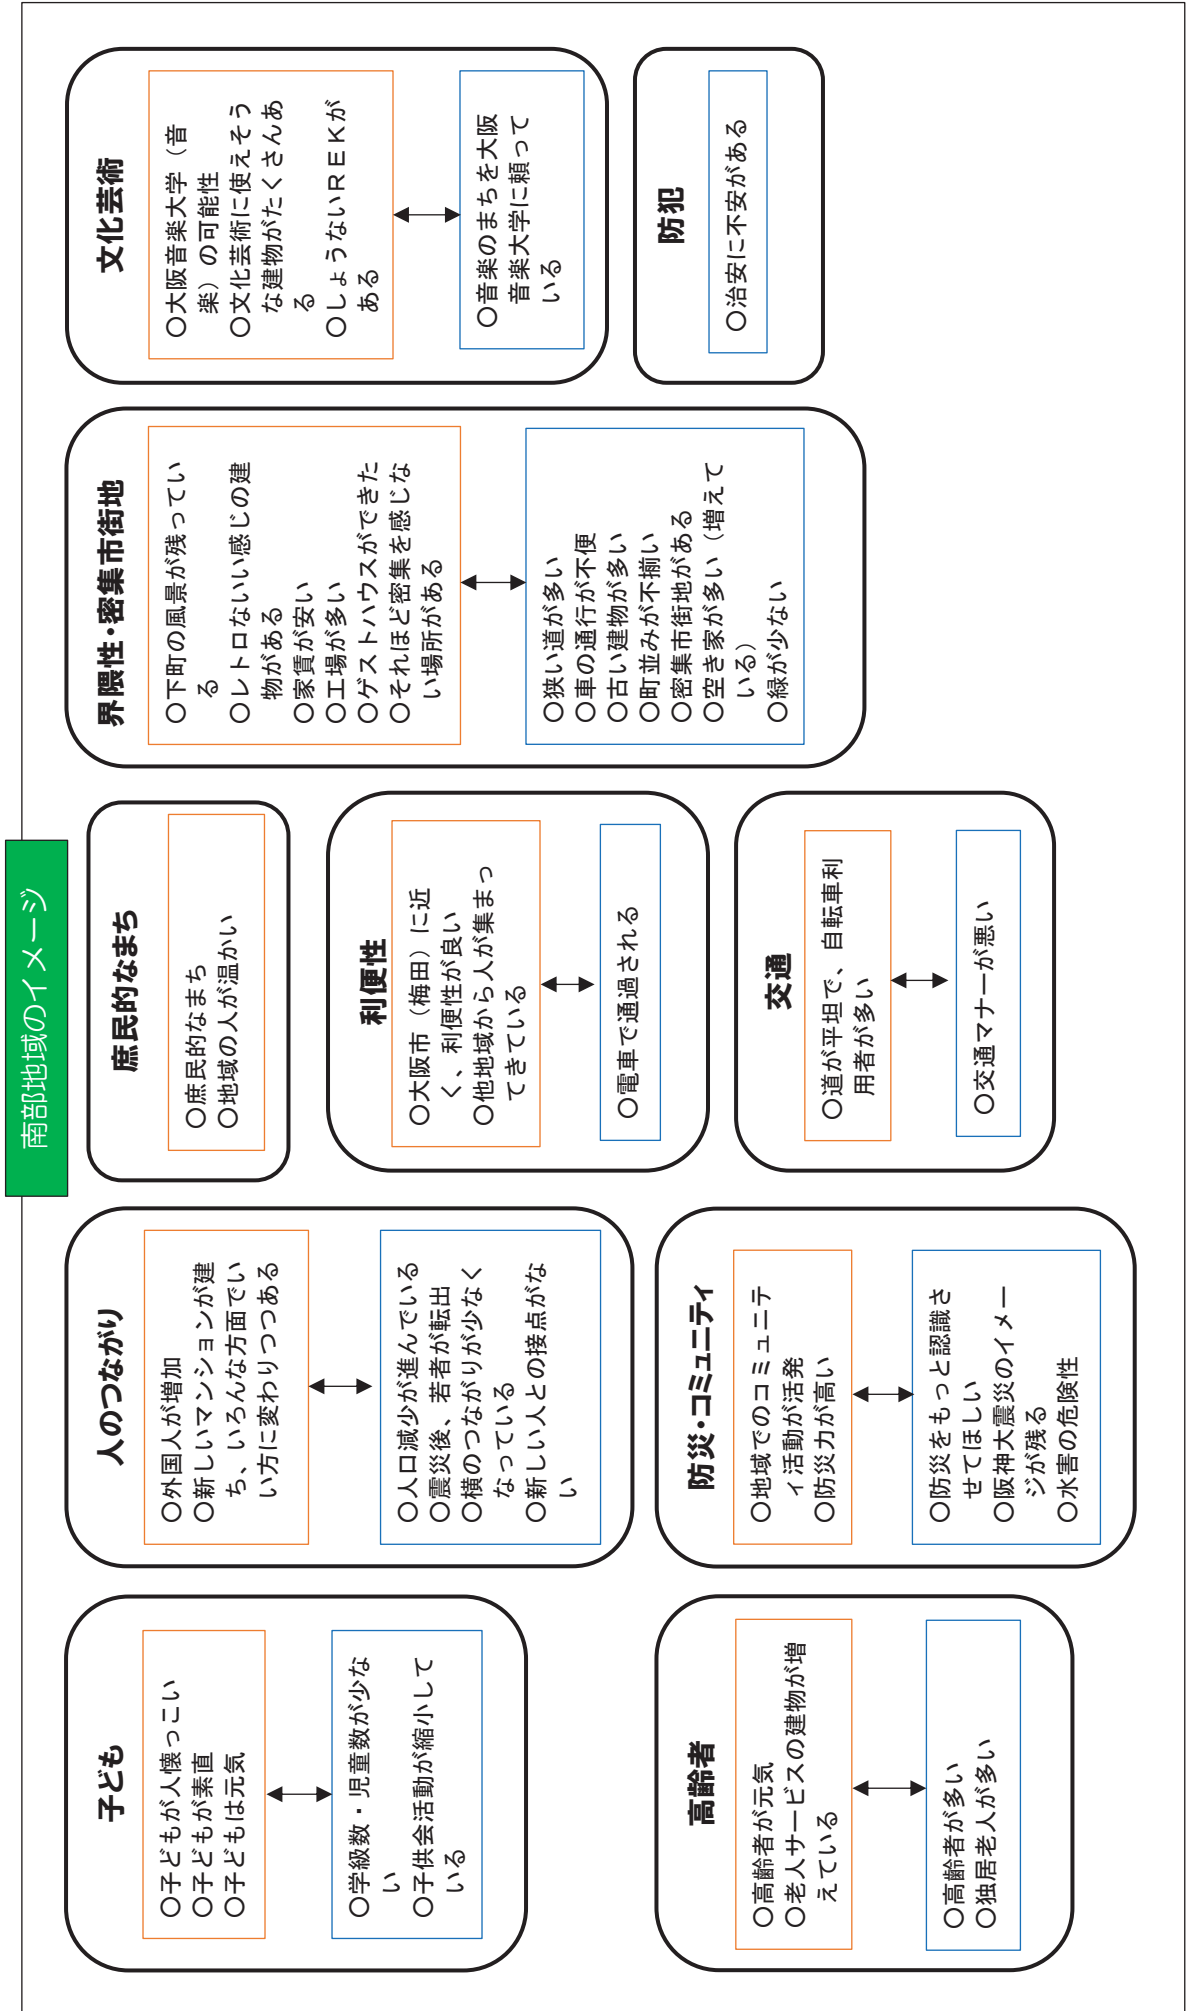 南部地域のイメージ
子ども
○子どもが人懐っこい
○子どもが素直
○子どもは元気
○学級数・児童数が少な
い
○子供会活動が縮小して
いる
人のつながり
○外国人が増加
○新しいマンションが建
ち、いろんな方面でい
い方に変わりつつある
○人口減少が進んでいる
○震災後、若者が転出
○横のつながりが少なく
なっている
○新しい人との接点がな
い
庶民的なまち
○庶民的なまち
○地域の人が温かい
利便性
○大阪市（梅田）に近
く、利便性が良い
○他地域から人が集まっ
てきている
○電車で通過される
界隈性・密集市街地
○下町の風景が残ってい
る
○レトロないい感じの建
物がある
○家賃が安い
○工場が多い
○ゲストハウスができた
○それほど密集を感じな
い場所がある
○狭い道が多い
○車の通行が不便
○古い建物が多い
○町並みが不揃い
○密集市街地がある
○空き家が多い（増えて
いる）
○緑が少ない
文化芸術
○大阪音楽大学（音
楽）の可能性
○文化芸術に使えそう
な建物がたくさんあ
る
○しょうないＲＥＫが
ある
○音楽のまちを大阪
音楽大学に頼って
いる
高齢者
○高齢者が元気
○老人サービスの建物が増
えている
○高齢者が多い
○独居老人が多い
防災・コミュニティ
○地域でのコミュニテ
ィ活動が活発
○防災力が高い
○防災をもっと認識さ
せてほしい
○阪神大震災のイメー
ジが残る
○水害の危険性
交通
○道が平坦で、自転車利
用者が多い
○交通マナーが悪い
防犯
○治安に不安がある